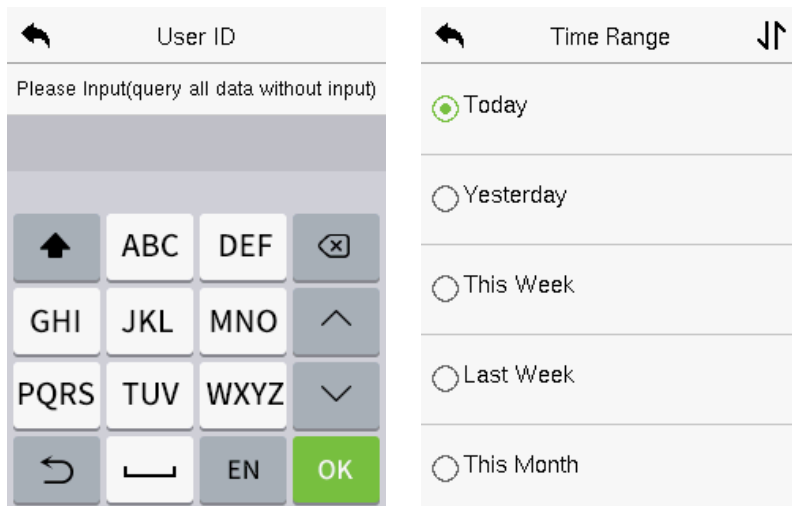 User ID
Please Input(query all data without input)
ABC DEF
GHI JKL MNO
PQRS TUV WXYZ
EN OK
Time Range
Today
Yesterday
This Week
Last Week
This Month